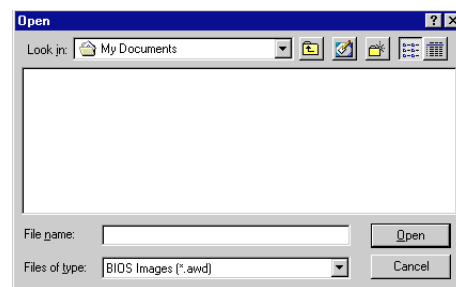 Open
Look in: My Documents
File name: Open
Files of type: BIOS Images (*.awd) Cancel